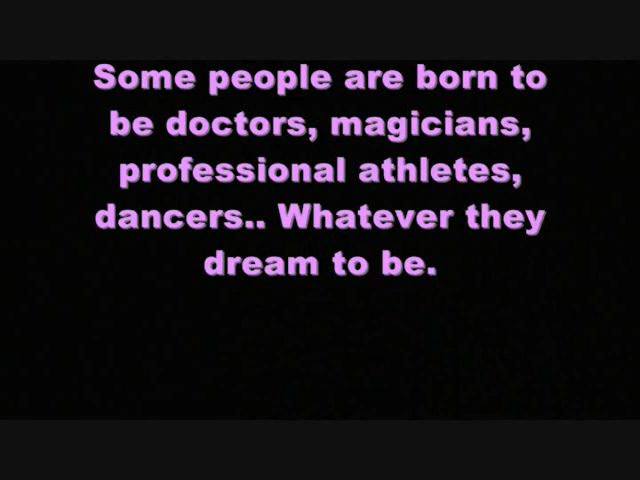 Some people are born to
be doctors, magicians,
professional athletes,
dancers.. Whatever they
dream to be.